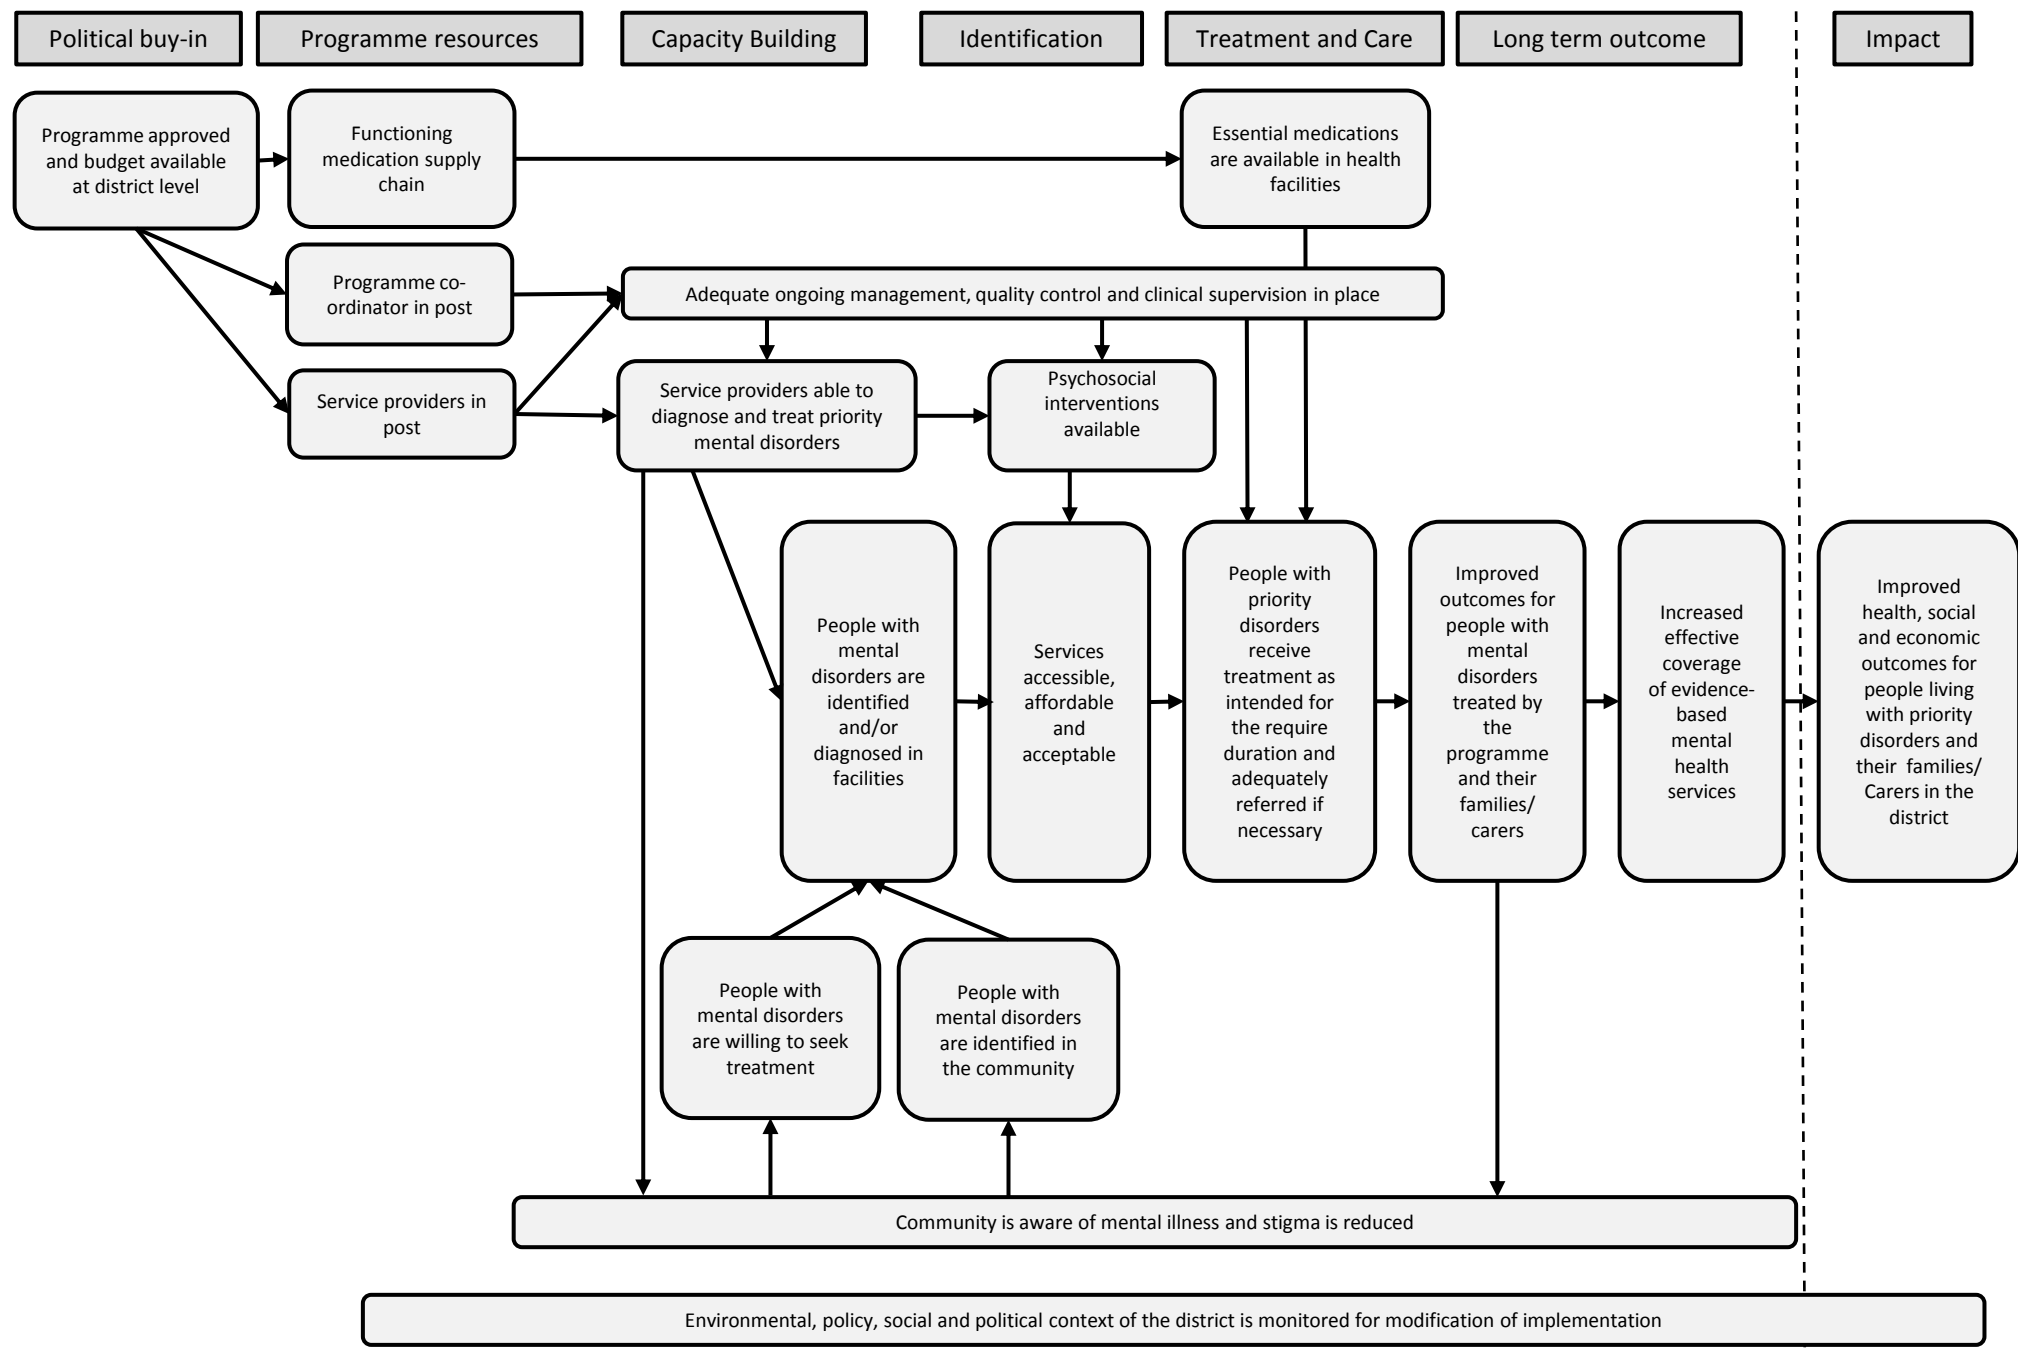 Political buy-in
Programme resources
Capacity Building
Identification
Treatment and Care
Long term outcome
Impact
Programme approved
and budget available
at district level
Functioning
medication supply
chain
Essential medications
are available in health
facilities
Programme co-
ordinator in post
Adequate ongoing management, quality control and clinical supervision in place
Service providers in
post
Service providers able to
diagnose and treat priority
mental disorders
Psychosocial
interventions
available
People with
mental
disorders are
identified
and/or
diagnosed in
facilities
Services
accessible,
affordable
and
acceptable
People with
priority
disorders
receive
treatment as
intended for
the require
duration and
adequately
referred if
necessary
Improved
outcomes for
people with
mental
disorders
treated by
the
programme
and their
families/
carers
Increased
effective
coverage
of evidence-
based
mental
health
services
Improved
health, social
and economic
outcomes for
people living
with priority
disorders and
their families/
Carers in the
district
People with
mental disorders
are willing to seek
treatment
People with
mental disorders
are identified in
the community
Community is aware of mental illness and stigma is reduced
Environmental, policy, social and political context of the district is monitored for modification of implementation